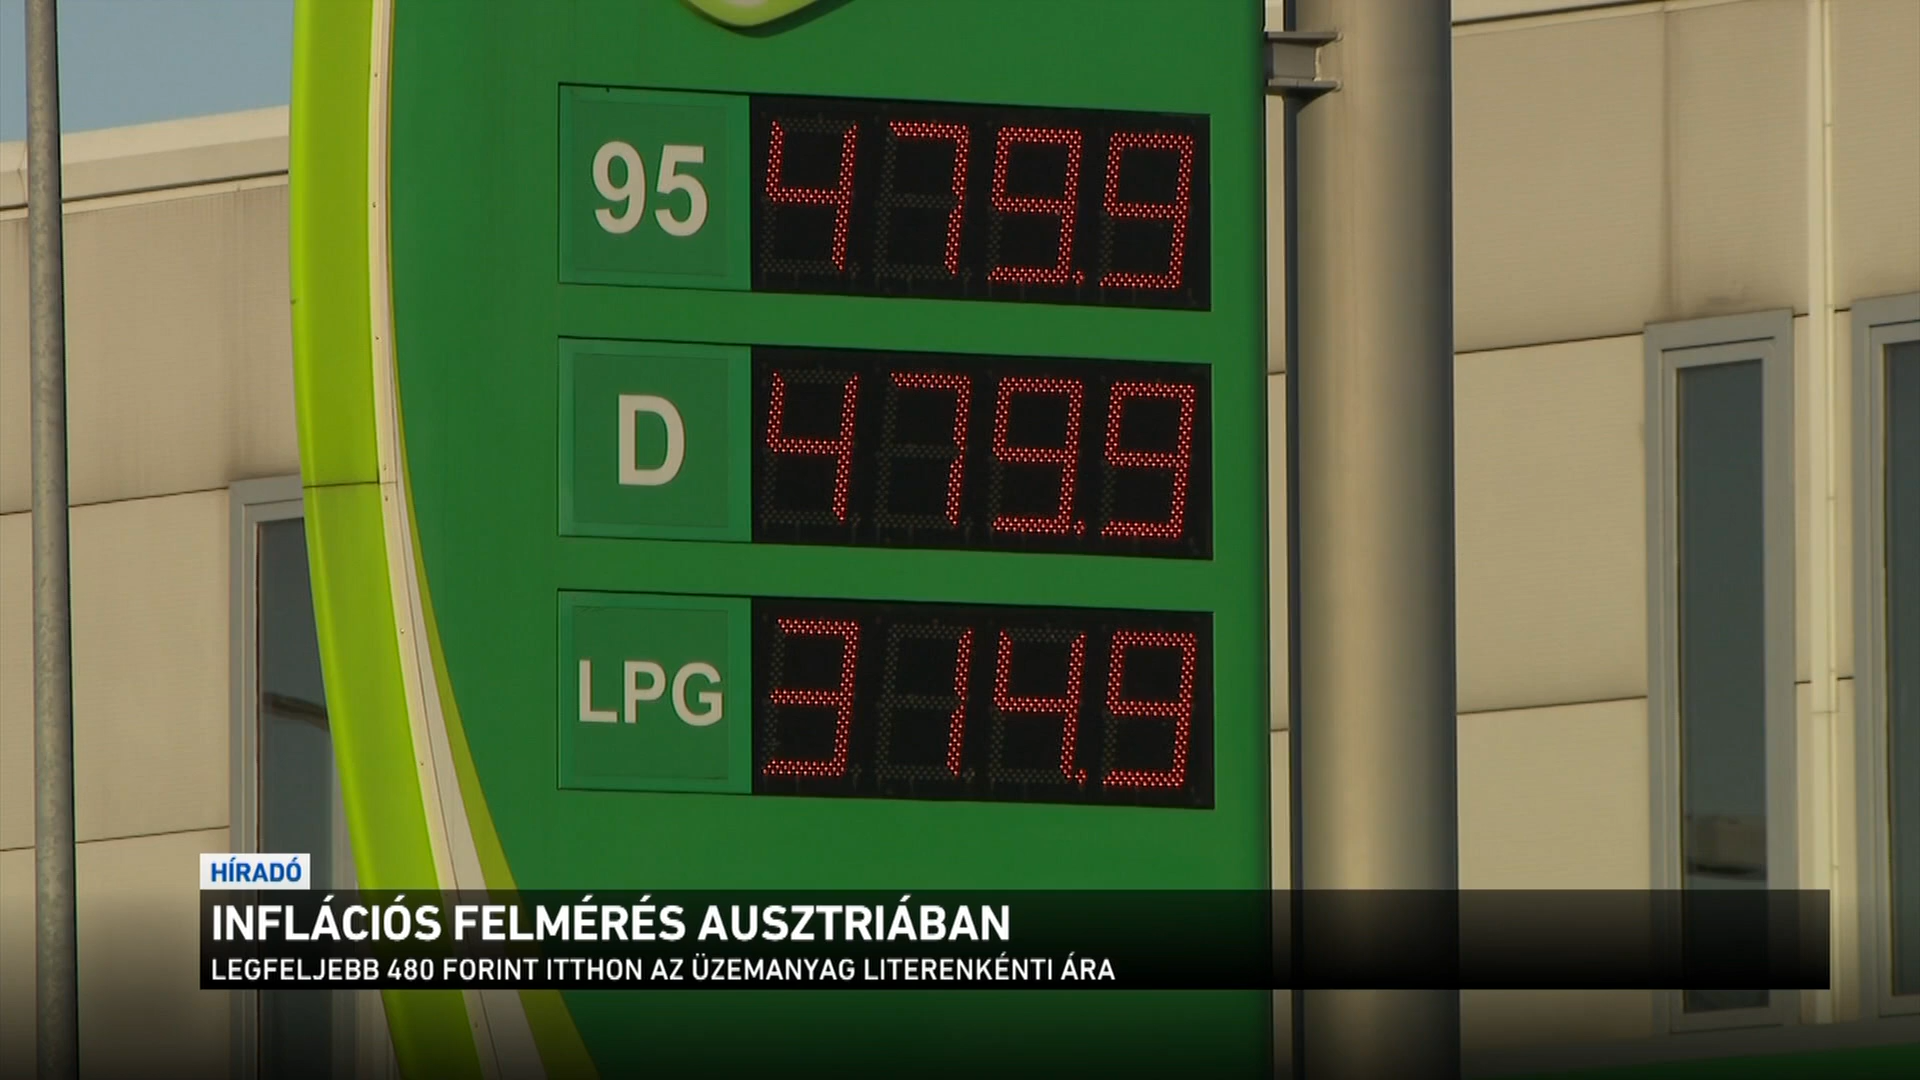 95 479.9
D 479.9
LPG 314.9
HÍRADÓ
INFLÁCIÓS FELMÉRÉS AUSZTRIÁBAN
LEGFELJEBB 480 FORINT ITTHON AZ ÜZEMANYAG LITERENKÉNTI ÁRA